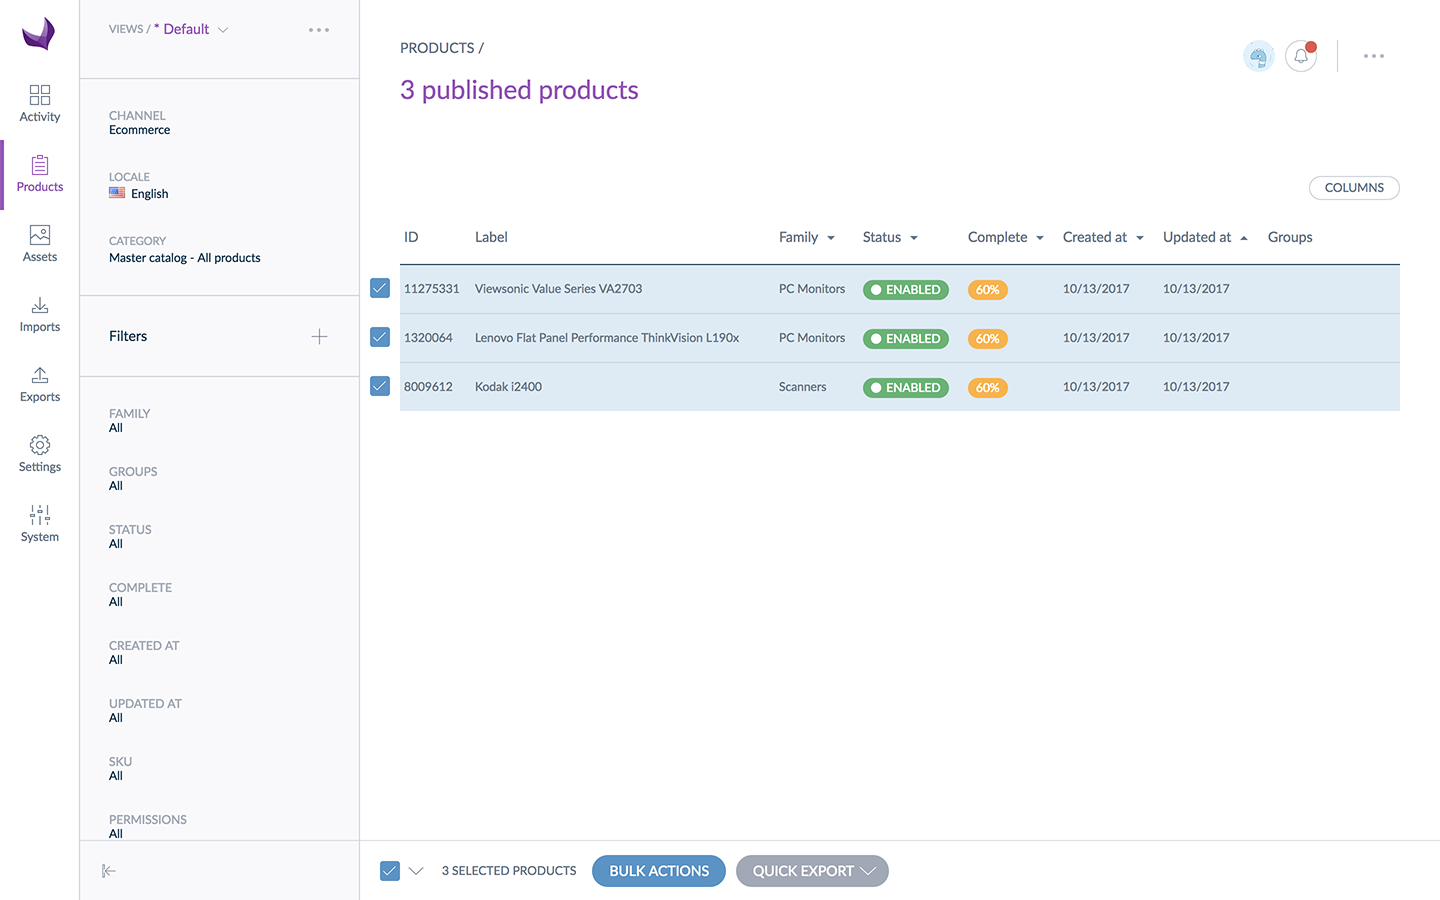 Activity
Products
Assets
Imports
Exports
Settings
System
VIEWS / * Default
CHANNEL
Ecommerce
LOCALE
English
CATEGORY
Master catalog - All products
Filters
FAMILY
All
GROUPS
All
STATUS
All
COMPLETE
All
CREATED AT
All
UPDATED AT
All
SKU
All
PERMISSIONS
All
PRODUCTS /
3 published products
COLUMNS
ID Label Family Status Complete Created at Updated at Groups
11275331 Viewsonic Value Series VA2703 PC Monitors ENABLED 60% 10/13/2017 10/13/2017
1320064 Lenovo Flat Panel Performance ThinkVision L190x PC Monitors ENABLED 60% 10/13/2017 10/13/2017
8009612 Kodak i2400 Scanners ENABLED 60% 10/13/2017 10/13/2017
3 SELECTED PRODUCTS BULK ACTIONS QUICK EXPORT